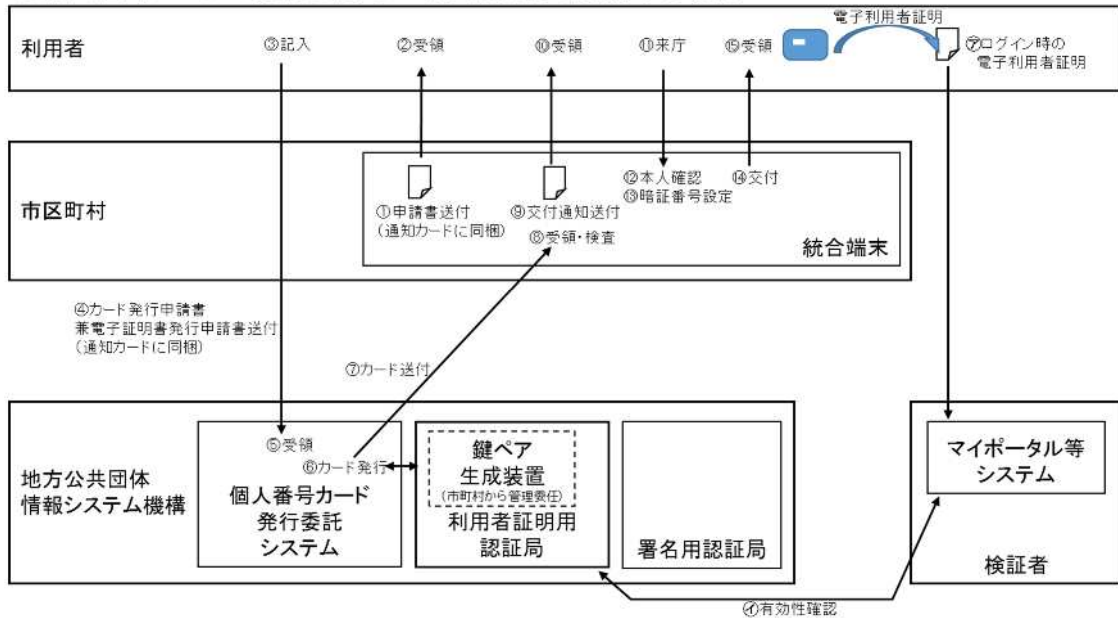 利用者
③記入
②受領
⑩受領
⑪来庁
⑮受領
電子利用者証明
㋐ログイン時の
電子利用者証明
市区町村
①申請書送付
(通知カードに同梱)
⑨交付通知送付
⑧受領・検査
⑫本人確認
⑬暗証番号設定
⑭交付
統合端末
④カード発行申請書
兼電子証明書発行申請書送付
(通知カードに同梱)
⑦カード送付
地方公共団体
情報システム機構
⑤受領
⑥カード発行
個人番号カード
発行委託
システム
鍵ペア
生成装置
(市町村から管理委任)
利用者証明用
認証局
署名用認証局
マイポータル等
システム
検証者
㋑有効性確認